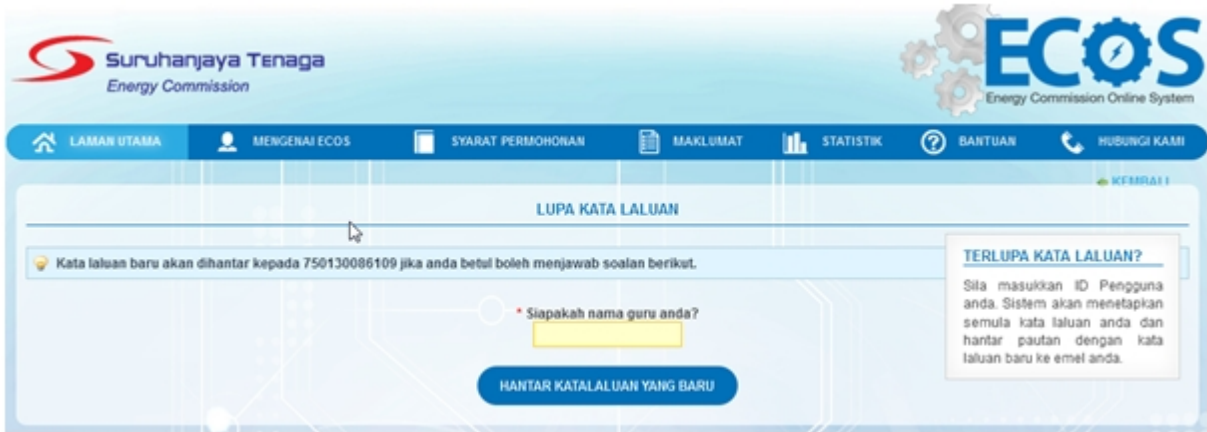 Suruhanjaya Tenaga
Energy Commission
ECOS
Energy Commission Online System
LAMAN UTAMA
MENGENAI ECOS
SYARAT PERMOHONAN
MAKLUMAT
STATISTIK
BANTUAN
HUBUNGI KAMI
KEMBALI
LUPA KATA LALUAN
Kata laluan baru akan dihantar kepada 750130086109 jika anda betul boleh menjawab soalan berikut.
* Siapakah nama guru anda?
HANTAR KATALALUAN YANG BARU
TERLUPA KATA LALUAN?
Sila masukkan ID Pengguna
anda. Sistem akan menetapkan
semula kata laluan anda dan
hantar pautan dengan kata
laluan baru ke emel anda.